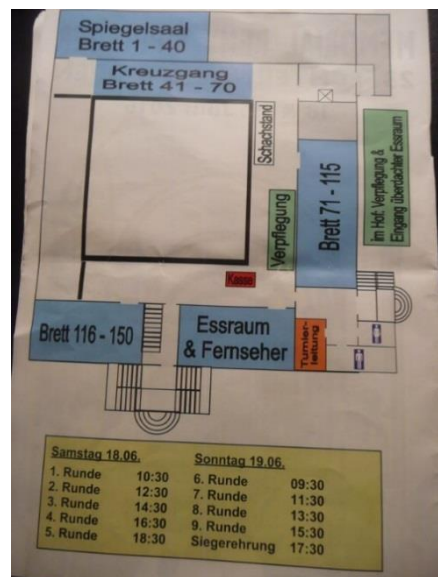 Spiegelsaal
Brett 1 - 40
Kreuzgang
Brett 41 - 70
Schachstand
Verpflegung
Brett 71 - 115
im Hof: Verpflegung &
Eingang überdachter Essraum
Kasse
Brett 116 - 150
Essraum
& Fernseher
Turnier-
leitung
Samstag 18.06.
1. Runde 10:30
2. Runde 12:30
3. Runde 14:30
4. Runde 16:30
5. Runde 18:30
Sonntag 19.06.
6. Runde 09:30
7. Runde 11:30
8. Runde 13:30
9. Runde 15:30
Siegerehrung 17:30